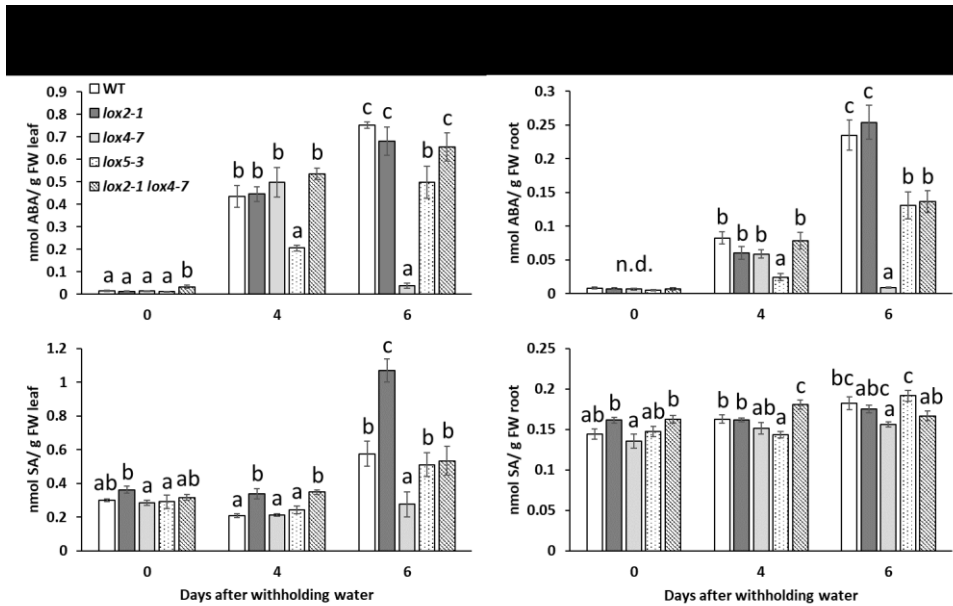 nmol ABA/ g FW leaf
0.9
0.8
0.7
0.6
0.5
0.4
0.3
0.2
0.1
0
WT
lox2-1
lox4-7
lox5-3
lox2-1 lox4-7
a a a a b
b b b a b
c c a b c
0 4 6
nmol ABA/ g FW root
0.3
0.25
0.2
0.15
0.1
0.05
0
n.d.
b b b a b
c c a b b
0 4 6
nmol SA/ g FW leaf
1.2
1
0.8
0.6
0.4
0.2
0
ab b a a ab
a b a a b
b c a b b
0 4 6
Days after withholding water
nmol SA/ g FW root
0.25
0.2
0.15
0.1
0.05
0
ab b a ab b
b b ab a c
bc abc a c ab
0 4 6
Days after withholding water